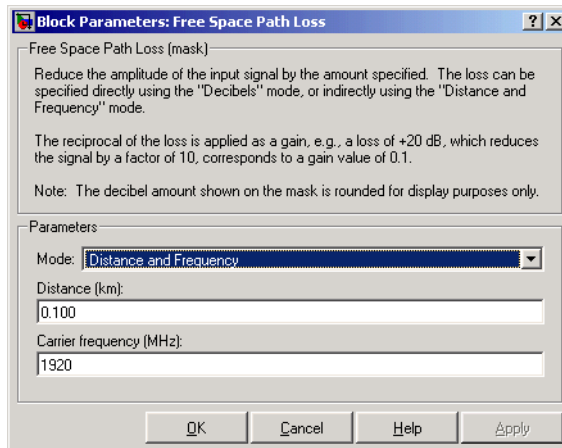 Block Parameters: Free Space Path Loss
Free Space Path Loss (mask)
Reduce the amplitude of the input signal by the amount specified. The loss can be
specified directly using the "Decibels" mode, or indirectly using the "Distance and
Frequency" mode.
The reciprocal of the loss is applied as a gain, e.g., a loss of +20 dB, which reduces
the signal by a factor of 10, corresponds to a gain value of 0.1.
Note: The decibel amount shown on the mask is rounded for display purposes only.
Parameters
Mode: Distance and Frequency
Distance (km):
0.100
Carrier frequency (MHz):
1920
OK Cancel Help Apply